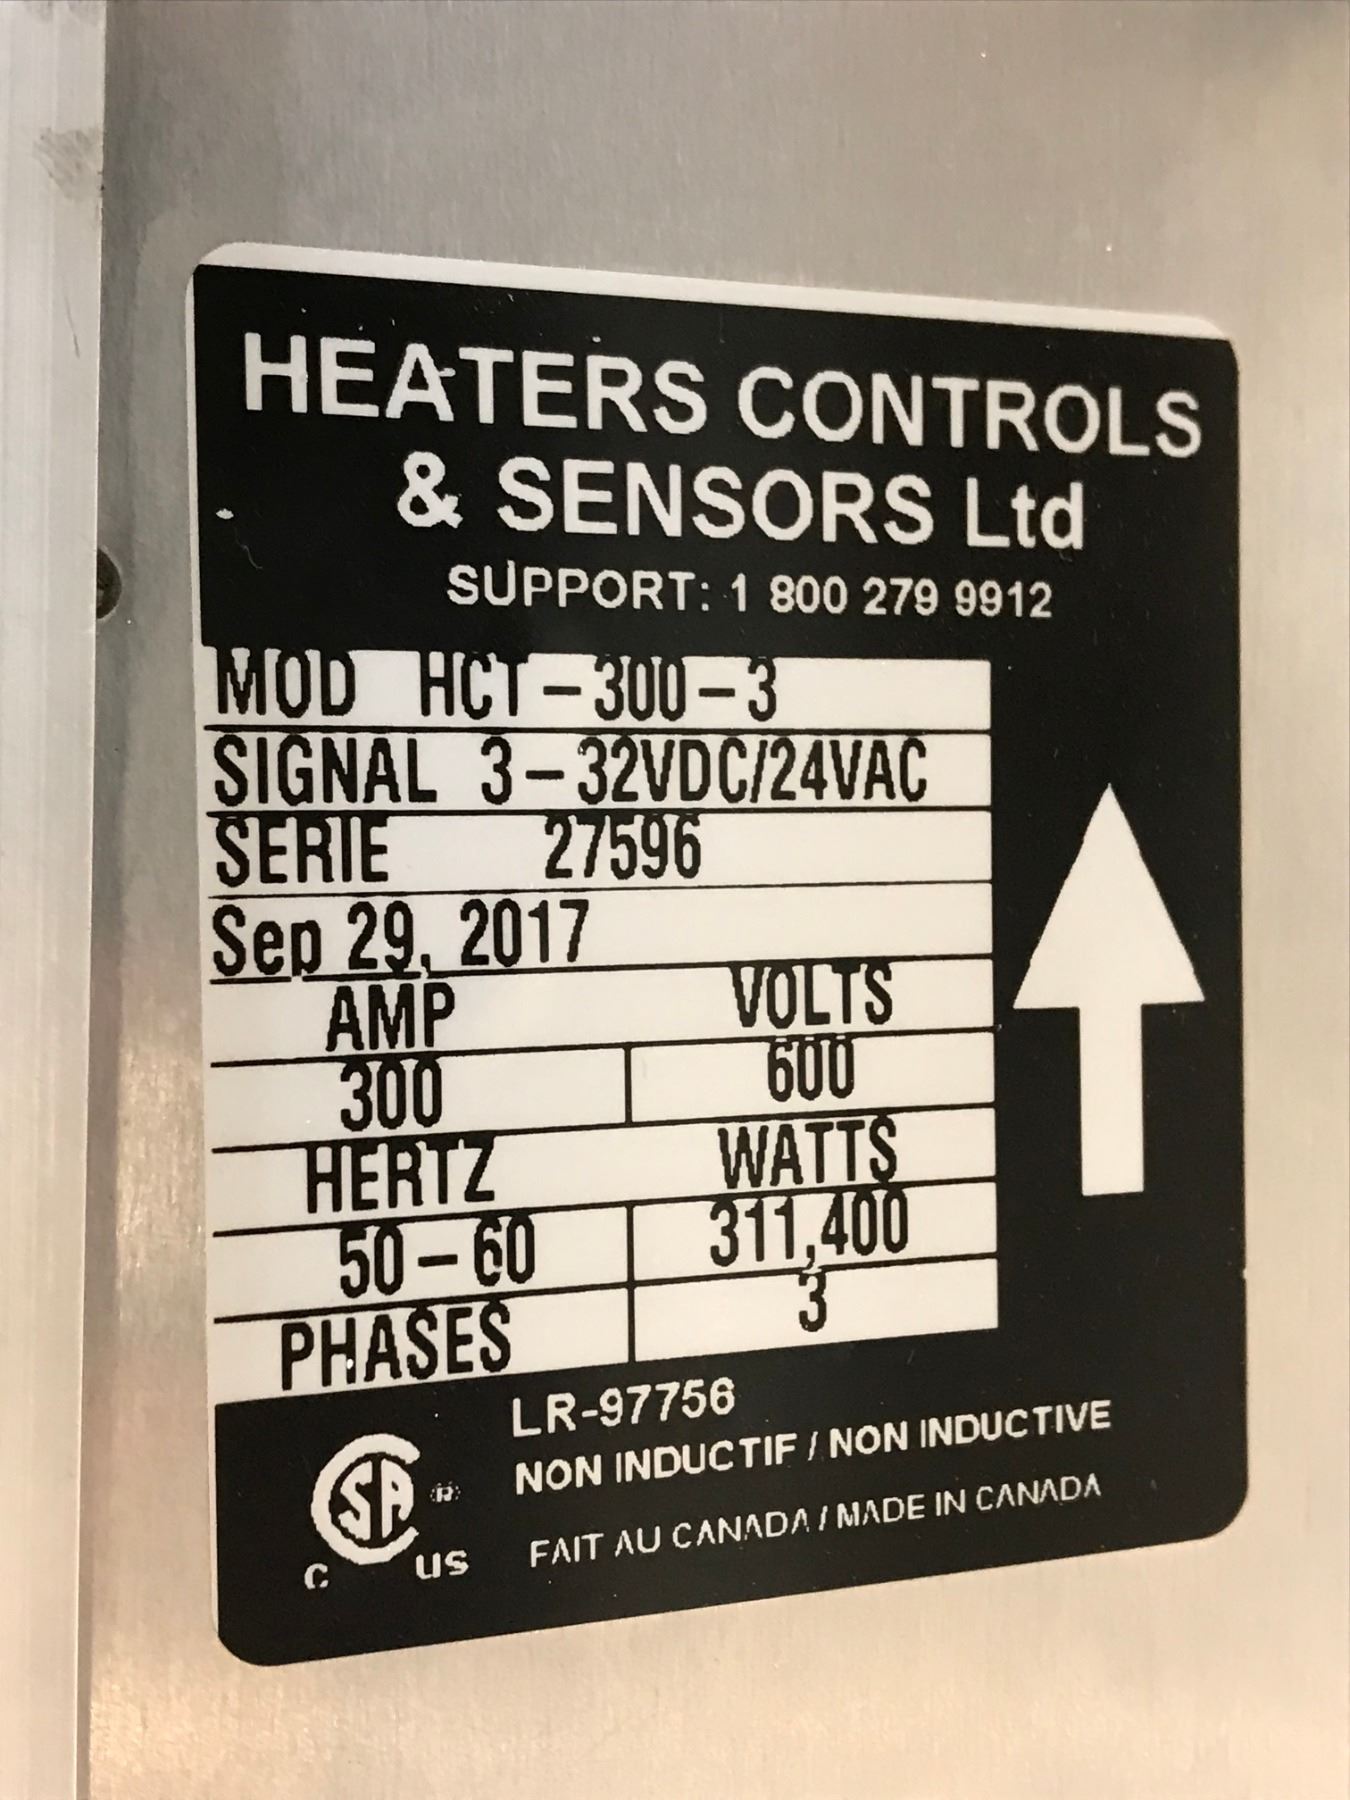 HEATERS CONTROLS
& SENSORS Ltd
SUPPORT: 1 800 279 9912
MOD HCT-300-3
SIGNAL 3-32VDC/24VAC
SERIE 27596
Sep 29, 2017
AMP VOLTS
300 600
HERTZ WATTS
50-60 311,400
PHASES 3
LR-97756
NON INDUCTIF / NON INDUCTIVE
FAIT AU CANADA / MADE IN CANADA
CSA ®
C US